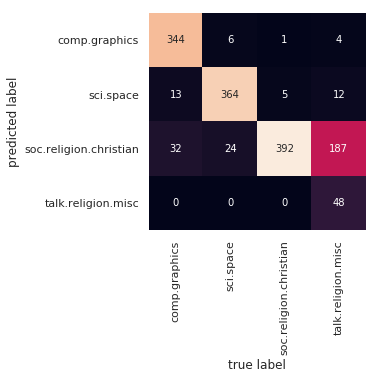 predicted label
comp.graphics 344 6 1 4
sci.space 13 364 5 12
soc.religion.christian 32 24 392 187
talk.religion.misc 0 0 0 48
comp.graphics
sci.space
soc.religion.christian
talk.religion.misc
true label